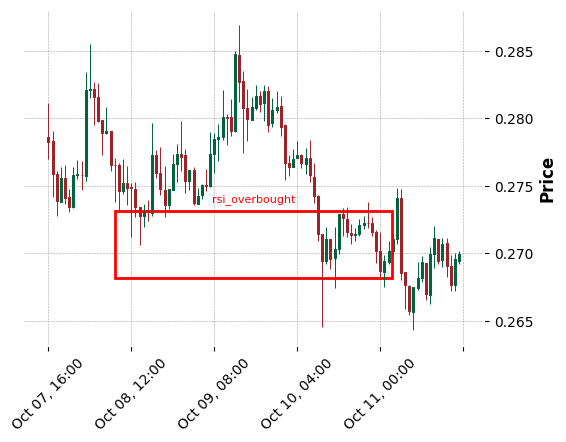 0.285
0.280
0.275
0.270
0.265
Price
rsi_overbought
Oct 07, 16:00
Oct 08, 12:00
Oct 09, 08:00
Oct 10, 04:00
Oct 11, 00:00